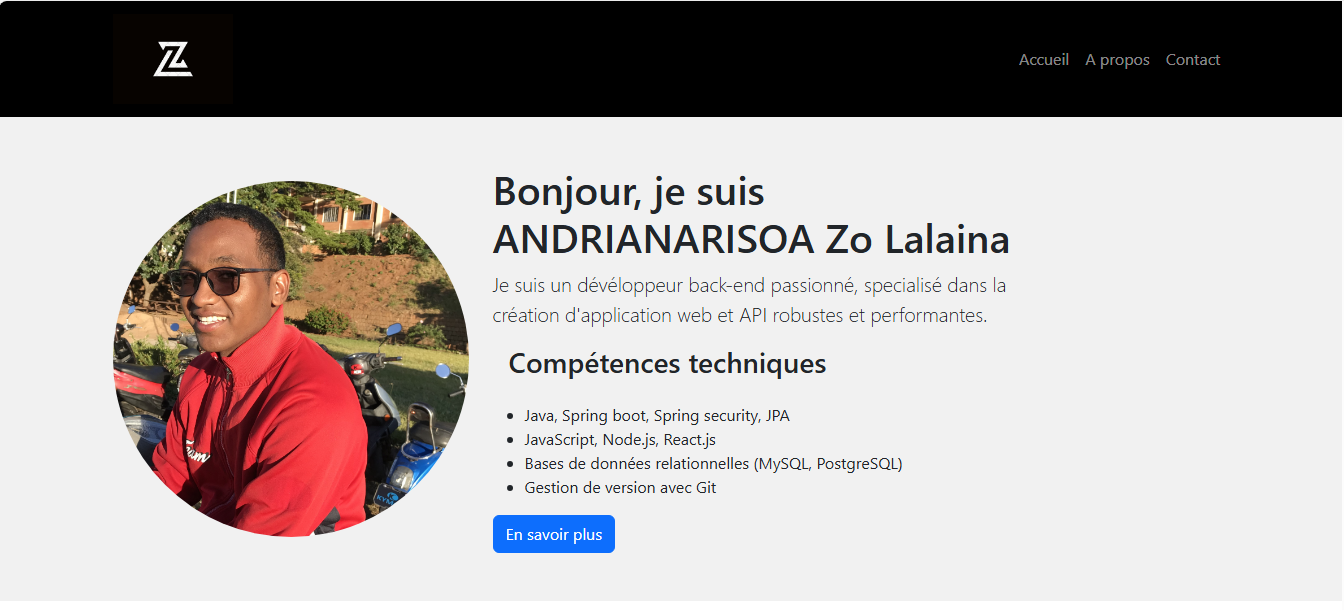 Z
Accueil A propos Contact
Bonjour, je suis
ANDRIANARISOA Zo Lalaina
Je suis un dévéloppeur back-end passionné, specialisé dans la
création d'application web et API robustes et performantes.
Compétences techniques
Java, Spring boot, Spring security, JPA
JavaScript, Node.js, React.js
Bases de données relationnelles (MySQL, PostgreSQL)
Gestion de version avec Git
En savoir plus